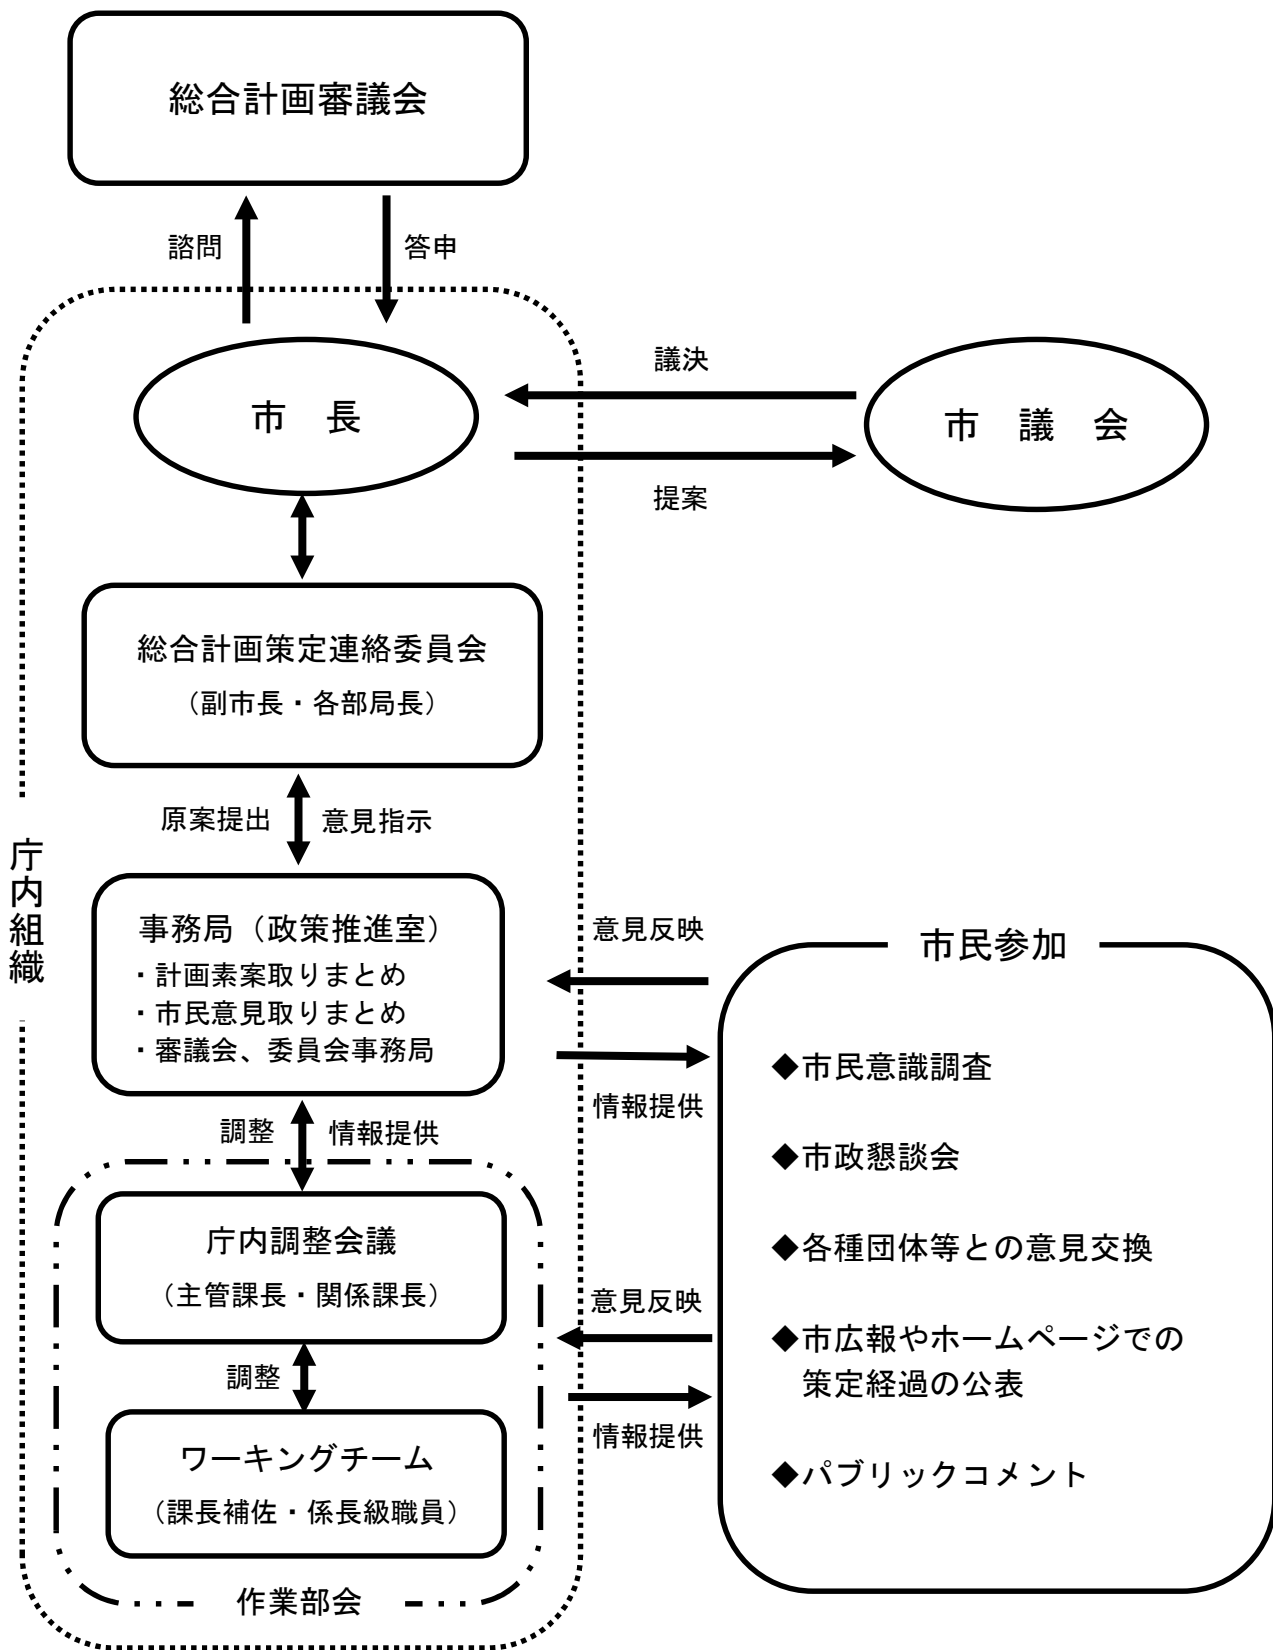 総合計画審議会
諮問
答申
市　長
議決
提案
市　議　会
総合計画策定連絡委員会
（副市長・各部局長）
原案提出
意見指示
庁内組織
事務局（政策推進室）
・計画素案取りまとめ
・市民意見取りまとめ
・審議会、委員会事務局
意見反映
情報提供
調整
情報提供
庁内調整会議
（主管課長・関係課長）
調整
ワーキングチーム
（課長補佐・係長級職員）
作業部会
意見反映
情報提供
市民参加
◆市民意識調査
◆市政懇談会
◆各種団体等との意見交換
◆市広報やホームページでの
策定経過の公表
◆パブリックコメント